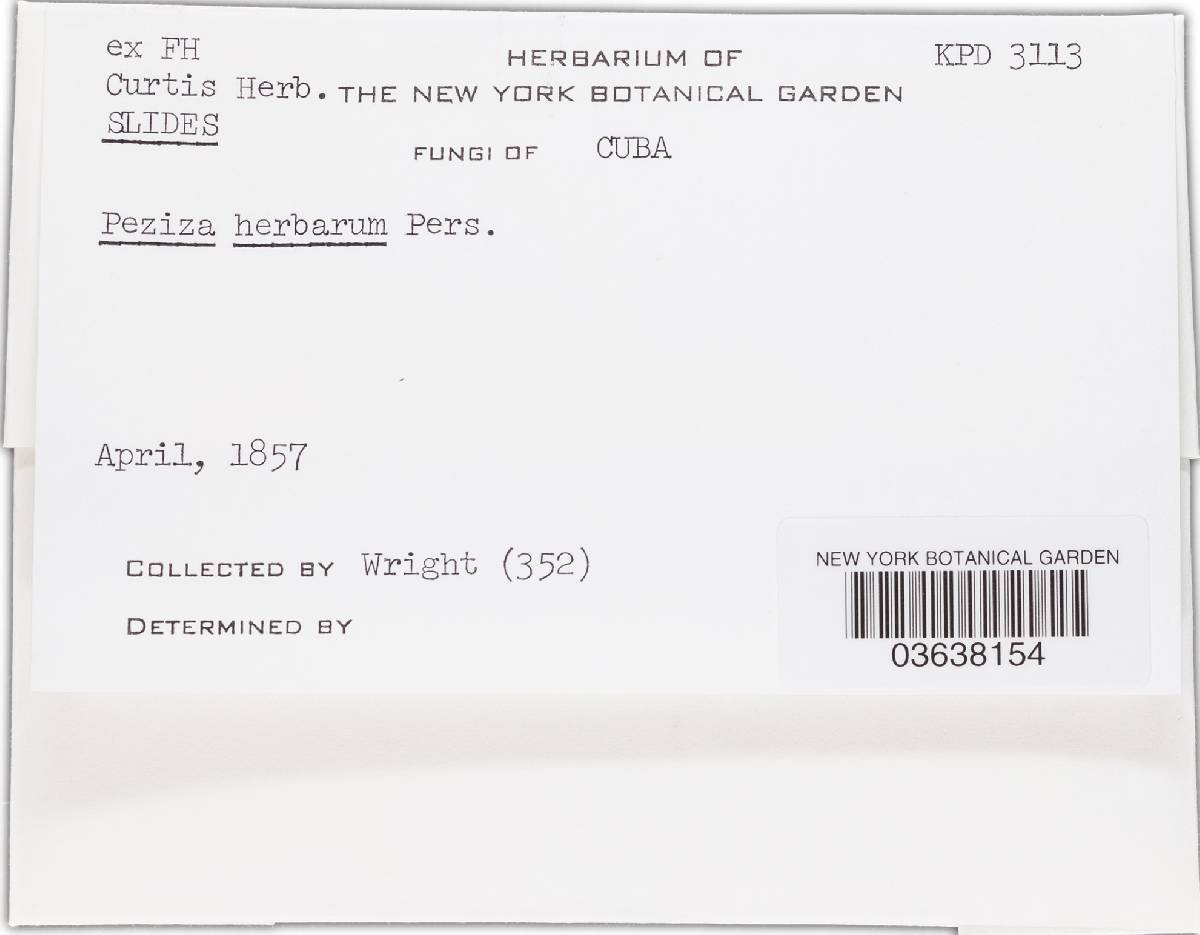 ex FH
Curtis Herb.
SLIDES
HERBARIUM OF
THE NEW YORK BOTANICAL GARDEN
KPD 3113
FUNGI OF CUBA
Peziza herbarum Pers.
April, 1857
COLLECTED BY Wright (352)
DETERMINED BY
NEW YORK BOTANICAL GARDEN
03638154